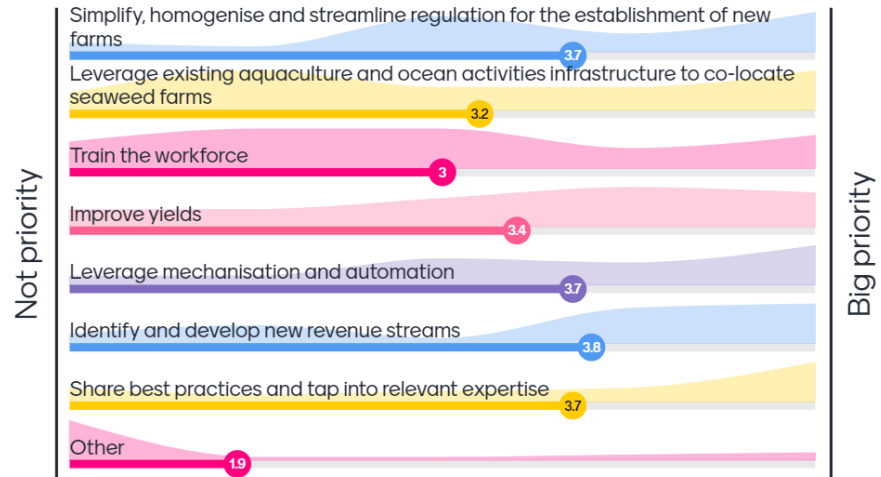 Simplify, homogenise and streamline regulation for the establishment of new
farms
3.7
Leverage existing aquaculture and ocean activities infrastructure to co-locate
seaweed farms
3.2
Train the workforce
3
Improve yields
3.4
Leverage mechanisation and automation
3.7
Identify and develop new revenue streams
3.8
Share best practices and tap into relevant expertise
3.7
Other
1.9
Not priority
Big priority